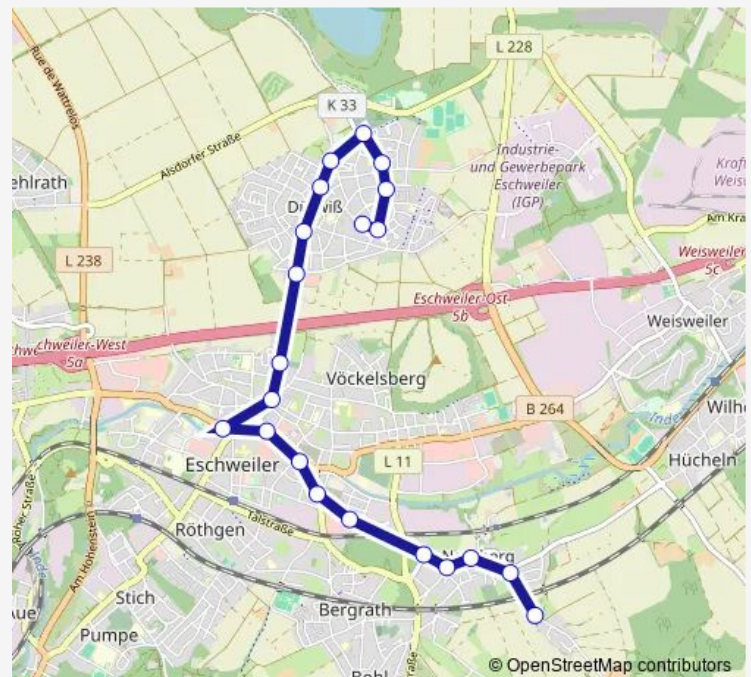 Rue de Wattrelos
L 228
K 33
Alsdorfer Straße
Industrie-
und Gewerbepark
Eschweiler
(IGP)
Kraf
Weis
ehlrath
Am Kra
L 238
Weisweiler
5c
Eschweiler-Ost
5b
Weisweiler
chweiler-West
5a
Vöckelsberg
B 264
Wilh
Inde
Eschweiler
L 11
Hücheln
Röthgen
Talstraße
Am Hohenstein
Stich
Bergrath
Pumpe
© OpenStreetMap contributors